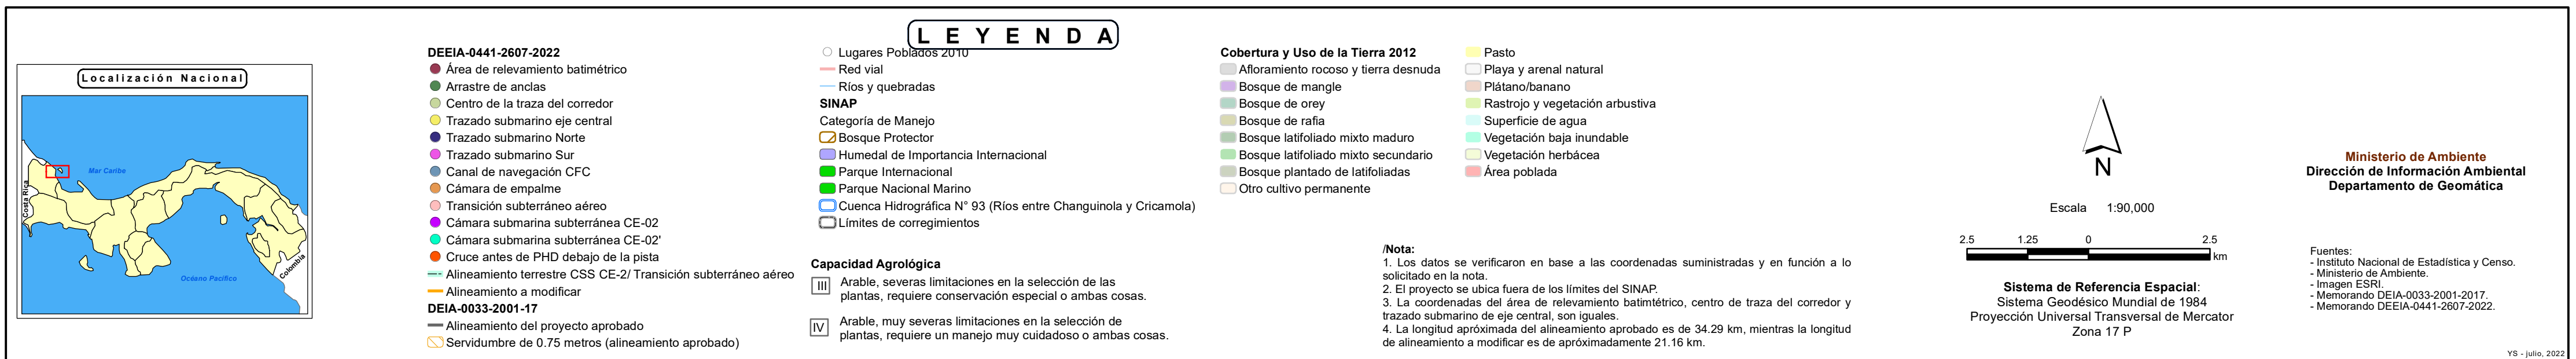 L E Y E N D A
Localización Nacional
Mar Caribe
Costa Rica
Océano Pacífico
Colombia
DEEIA-0441-2607-2022
Área de relevamiento batimétrico
Arrastre de anclas
Centro de la traza del corredor
Trazado submarino eje central
Trazado submarino Norte
Trazado submarino Sur
Canal de navegación CFC
Cámara de empalme
Transición subterráneo aéreo
Cámara submarina subterránea CE-02
Cámara submarina subterránea CE-02'
Cruce antes de PHD debajo de la pista
Alineamiento terrestre CSS CE-2/ Transición subterráneo aéreo
Alineamiento a modificar
DEIA-0033-2001-17
Alineamiento del proyecto aprobado
Servidumbre de 0.75 metros (alineamiento aprobado)
Lugares Poblados 2010
Red vial
Ríos y quebradas
SINAP
Categoría de Manejo
Bosque Protector
Humedal de Importancia Internacional
Parque Internacional
Parque Nacional Marino
Cuenca Hidrográfica N° 93 (Ríos entre Changuinola y Cricamola)
Límites de corregimientos
Capacidad Agrológica
III
Arable, severas limitaciones en la selección de las
plantas, requiere conservación especial o ambas cosas.
IV
Arable, muy severas limitaciones en la selección de
plantas, requiere un manejo muy cuidadoso o ambas cosas.
Cobertura y Uso de la Tierra 2012
Afloramiento rocoso y tierra desnuda
Bosque de mangle
Bosque de orey
Bosque de rafia
Bosque latifoliado mixto maduro
Bosque latifoliado mixto secundario
Bosque plantado de latifoliadas
Otro cultivo permanente
Pasto
Playa y arenal natural
Plátano/banano
Rastrojo y vegetación arbustiva
Superficie de agua
Vegetación baja inundable
Vegetación herbácea
Área poblada
/Nota:
1. Los datos se verificaron en base a las coordenadas suministradas y en función a lo
solicitado en la nota.
2. El proyecto se ubica fuera de los límites del SINAP.
3. La coordenadas del área de relevamiento batimtétrico, centro de traza del corredor y
trazado submarino de eje central, son iguales.
4. La longitud apróximada del alineamiento aprobado es de 34.29 km, mientras la longitud
de alineamiento a modificar es de apróximadamente 21.16 km.
N
Escala 1:90,000
2.5 1.25 0 2.5
km
Sistema de Referencia Espacial:
Sistema Geodésico Mundial de 1984
Proyección Universal Transversal de Mercator
Zona 17 P
Ministerio de Ambiente
Dirección de Información Ambiental
Departamento de Geomática
Fuentes:
- Instituto Nacional de Estadística y Censo.
- Ministerio de Ambiente.
- Imagen ESRI.
- Memorando DEIA-0033-2001-2017.
- Memorando DEEIA-0441-2607-2022.
YS - julio, 2022